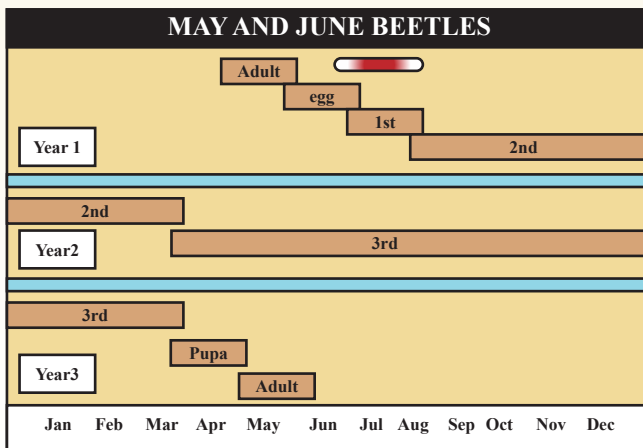 MAY AND JUNE BEETLES
Adult
egg
1st
Year 1
2nd
2nd
Year2
3rd
3rd
Pupa
Year3
Adult
Jan Feb Mar Apr May Jun Jul Aug Sep Oct Nov Dec